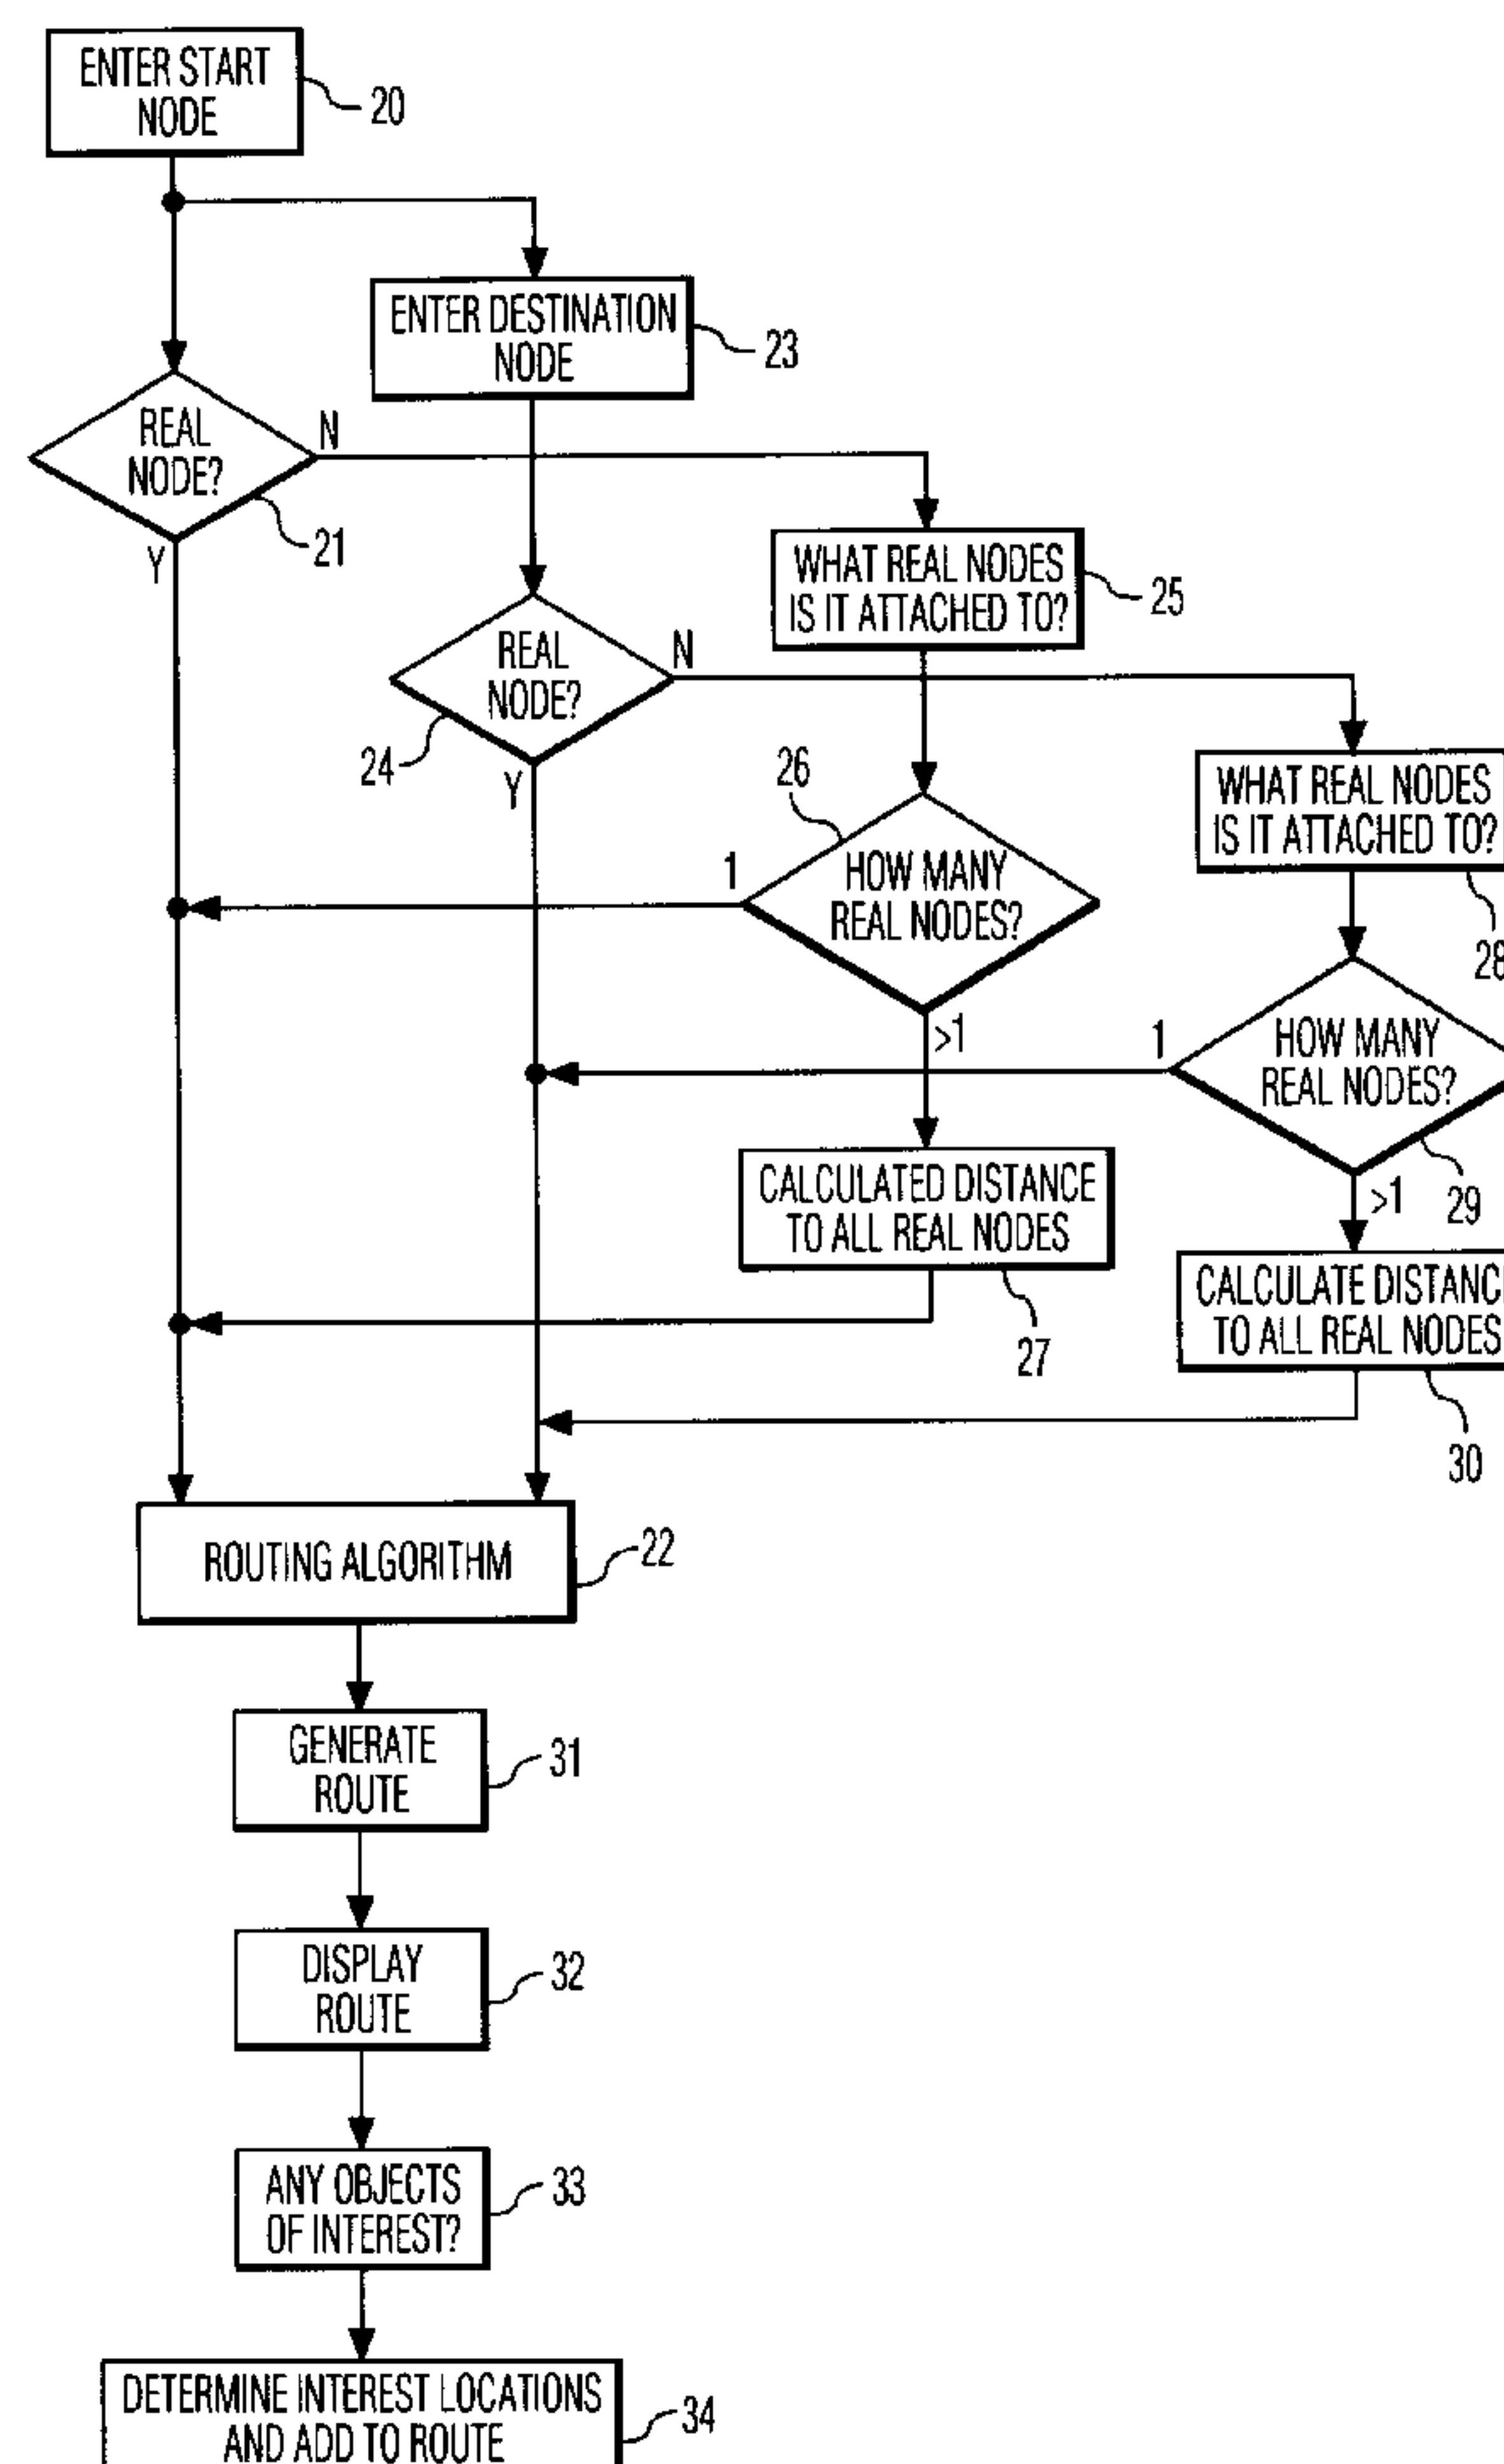 ENTER START
NODE
20
ENTER DESTINATION
NODE
23
REAL
NODE?
N
21
Y
WHAT REAL NODES
IS IT ATTACHED TO?
25
REAL
NODE?
N
24
Y
WHAT REAL NODES
IS IT ATTACHED TO?
28
26
HOW MANY
REAL NODES?
1
>1
HOW MANY
REAL NODES?
1
>1
29
CALCULATED DISTANCE
TO ALL REAL NODES
27
CALCULATE DISTANC
TO ALL REAL NODES
30
ROUTING ALGORITHM
22
GENERATE
ROUTE
31
DISPLAY
ROUTE
32
ANY OBJECTS
OF INTEREST?
33
DETERMINE INTEREST LOCATIONS
AND ADD TO ROUTE
34